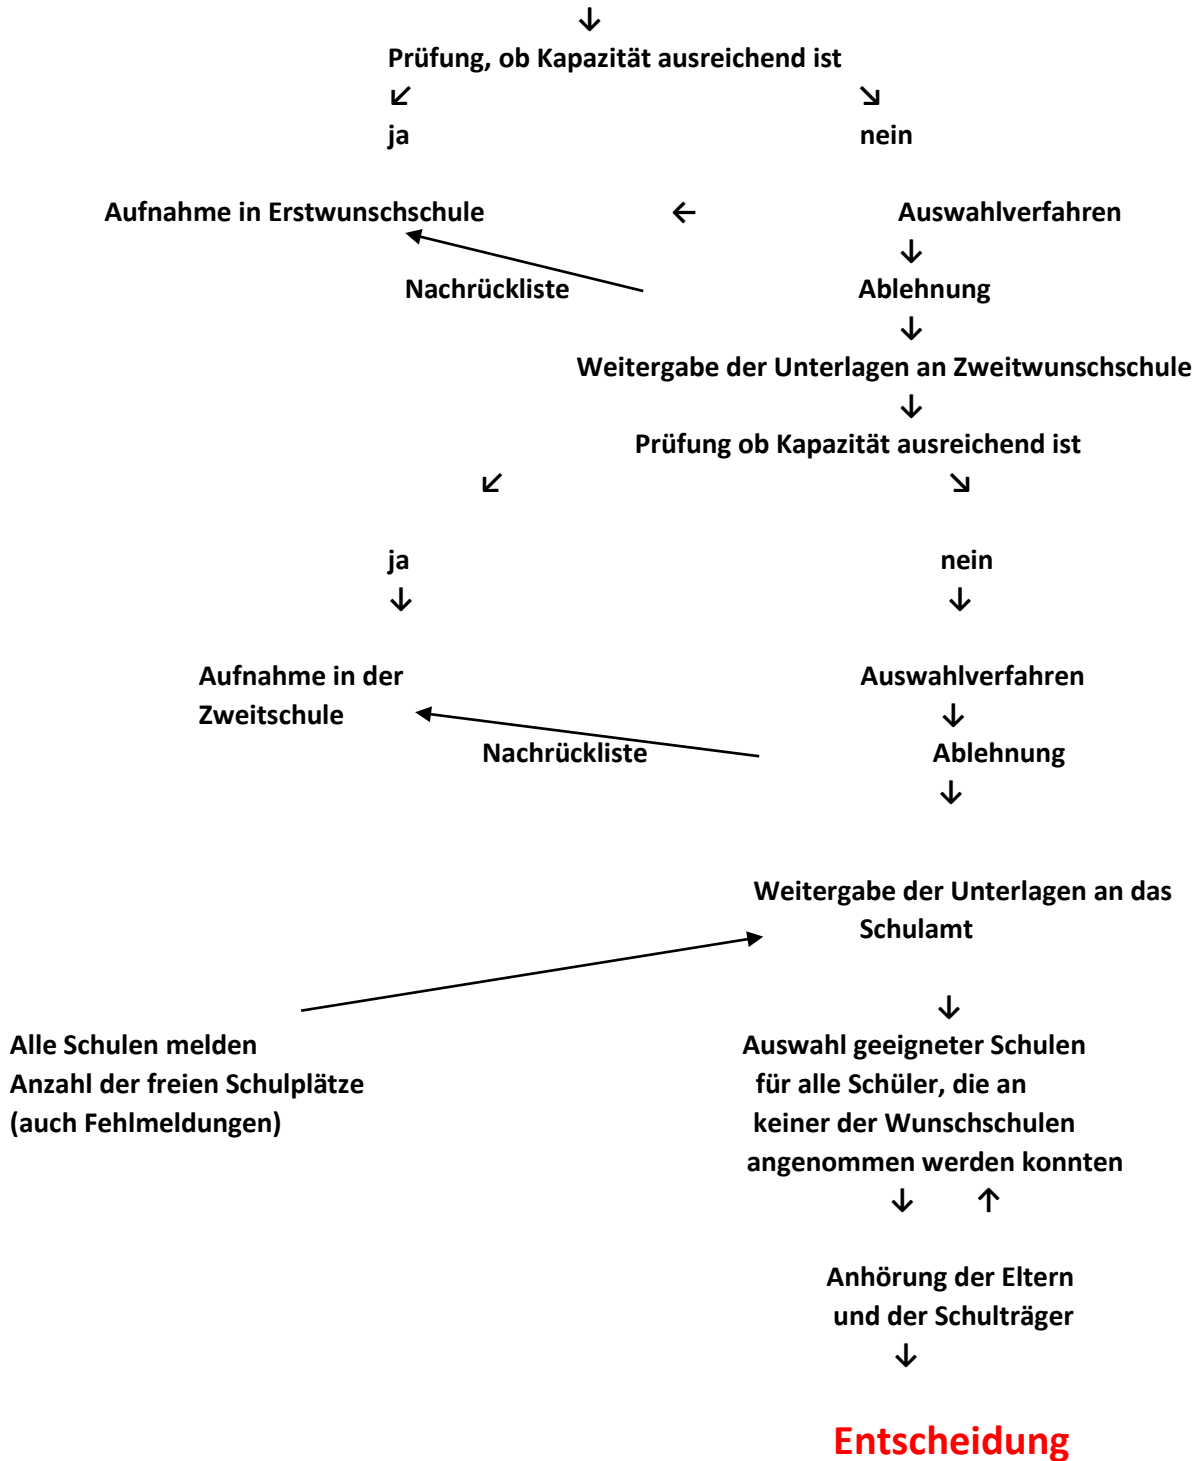 ↓
Prüfung, ob Kapazität ausreichend ist
↙ ↘
ja nein
Aufnahme in Erstwunschschule ← Auswahlverfahren
↓
Nachrückliste Ablehnung
↓
Weitergabe der Unterlagen an Zweitwunschschule
↓
Prüfung ob Kapazität ausreichend ist
↙ ↘
ja nein
↓ ↓
Aufnahme in der Auswahlverfahren
Zweitschule ↓
Nachrückliste Ablehnung
↓
Weitergabe der Unterlagen an das
Schulamt
↓
Alle Schulen melden Auswahl geeigneter Schulen
Anzahl der freien Schulplätze für alle Schüler, die an
(auch Fehlmeldungen) keiner der Wunschschulen
angenommen werden konnten
↓ ↑
Anhörung der Eltern
und der Schulträger
↓
Entscheidung